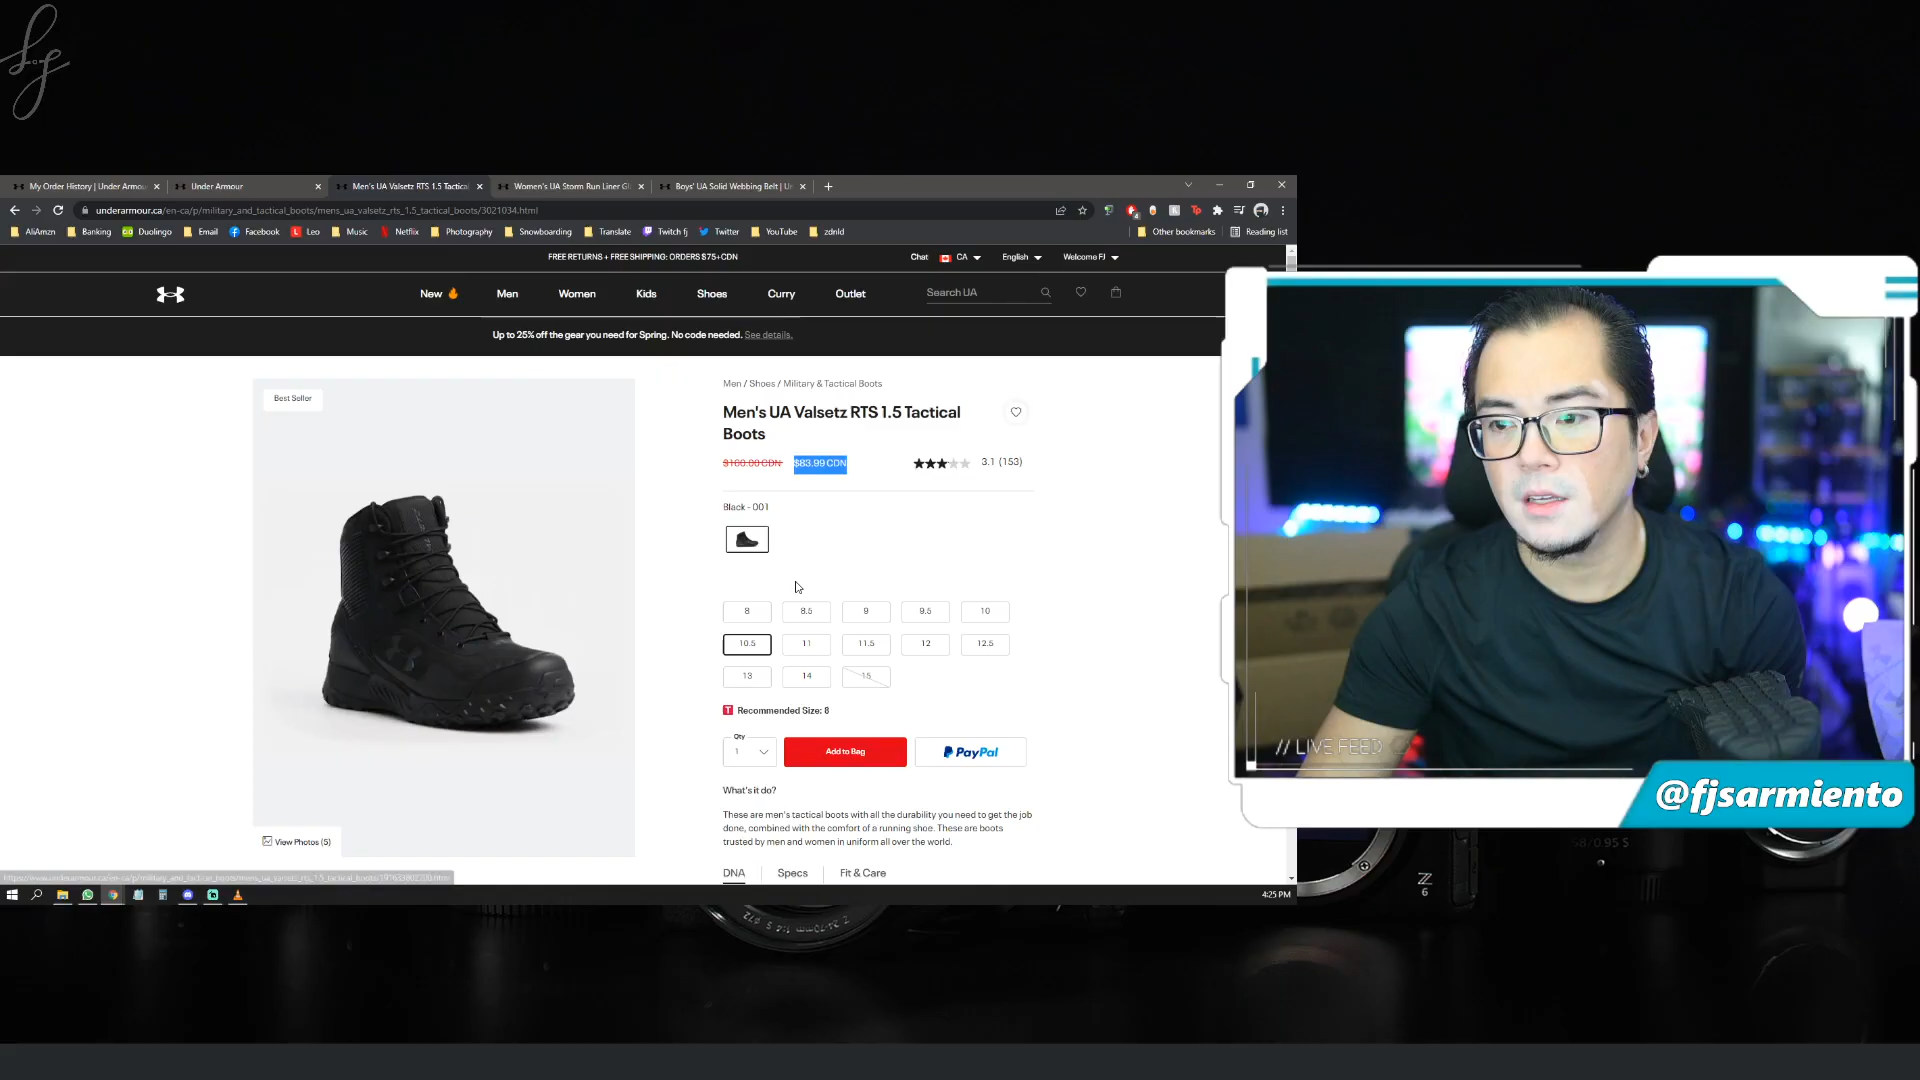 My Order History | Under Armou
Under Armour
Men's UA Valsetz RTS 1.5 Tactical
Women's UA Storm Run Liner Gl
Boys' UA Solid Webbing Belt | Un
underarmour.ca/en-ca/p/military_and_tactical_boots/mens_ua_valsetz_rts_1.5_tactical_boots/3021034.html
AliAmzn
Banking
Duolingo
Email
Facebook
Leo
Music
Netflix
Photography
Snowboarding
Translate
Twitch fj
Twitter
YouTube
zdnld
Other bookmarks
Reading list
FREE RETURNS + FREE SHIPPING: ORDERS $75+CDN
Chat
CA
English
Welcome FJ
New
Men
Women
Kids
Shoes
Curry
Outlet
Search UA
Up to 25% off the gear you need for Spring. No code needed. See details.
Best Seller
Men / Shoes / Military & Tactical Boots
Men's UA Valsetz RTS 1.5 Tactical
Boots
$83.99 CDN
3.1 (153)
Black - 001
8 8.5 9 9.5 10
10.5 11 11.5 12 12.5
13 14 15
Recommended Size: 8
Qty
1
Add to Bag
PayPal
What's it do?
These are men's tactical boots with all the durability you need to get the job
done, combined with the comfort of a running shoe. These are boots
trusted by men and women in uniform all over the world.
View Photos (5)
DNA
Specs
Fit & Care
4:25 PM
// LIVE FEED
@fjsarmiento
58/0.95 S
Z
6